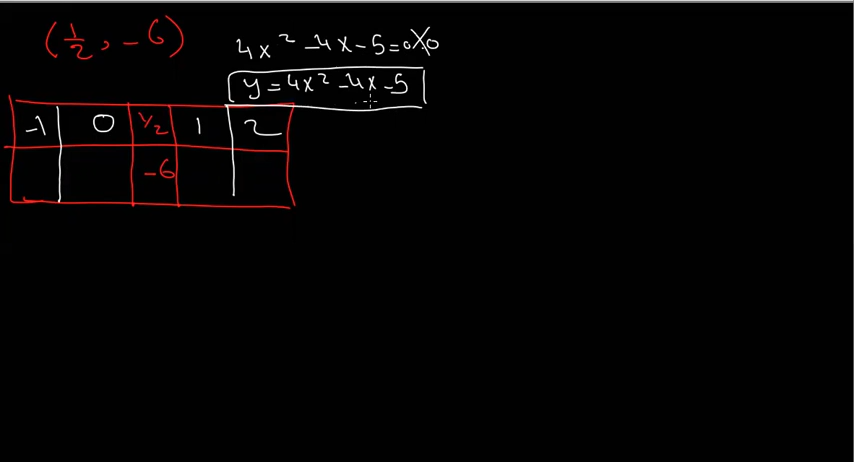 (1/2, -6)
4x² - 4x - 5 = 0
y = 4x² - 4x - 5
-1 0 1/2 1 2
-6